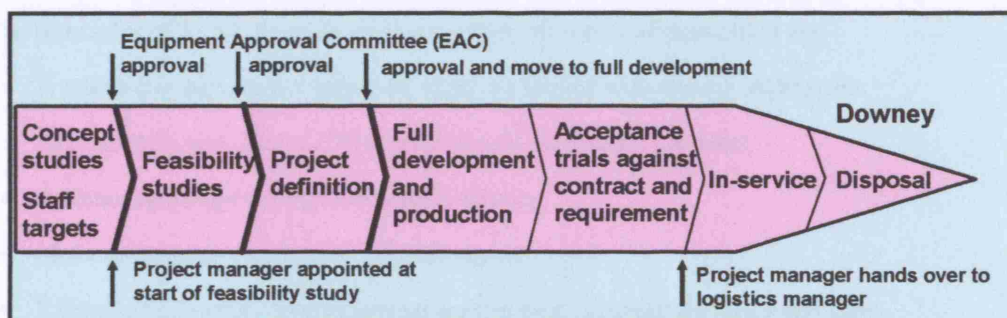 Equipment Approval Committee (EAC)
approval
approval
approval and move to full development
Downey
Concept
studies
Staff
targets
Feasibility
studies
Project
definition
Full
development
and
production
Acceptance
trials against
contract and
requirement
In-service
Disposal
Project manager appointed at
start of feasibility study
Project manager hands over to
logistics manager